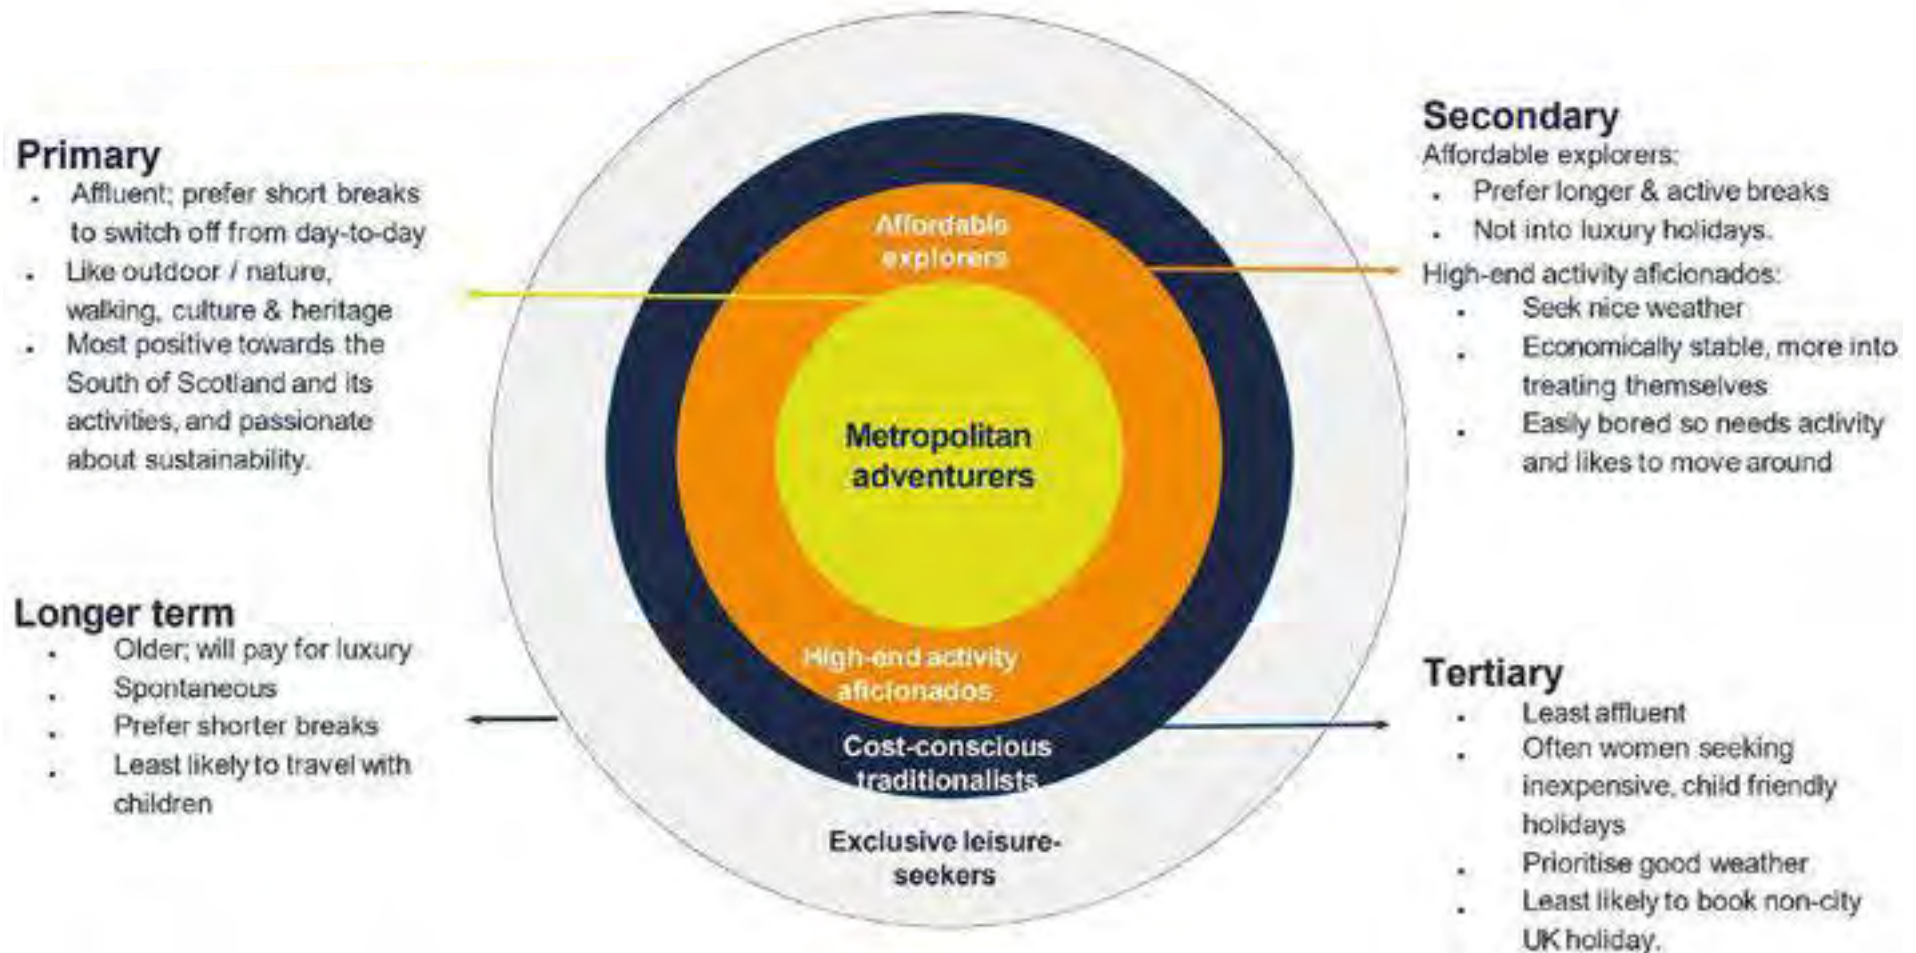 Primary
. Affluent; prefer short breaks
to switch off from day-to-day
. Like outdoor / nature,
walking, culture & heritage
. Most positive towards the
South of Scotland and its
activities, and passionate
about sustainability.
Longer term
. Older; will pay for luxury
. Spontaneous
. Prefer shorter breaks
. Least likely to travel with
children
Affordable
explorers
Metropolitan
adventurers
High-end activity
aficionados
Cost-conscious
traditionalists
Exclusive leisure-
seekers
Secondary
Affordable explorers:
. Prefer longer & active breaks
. Not into luxury holidays.
High-end activity aficionados:
. Seek nice weather
. Economically stable, more into
treating themselves
. Easily bored so needs activity
and likes to move around
Tertiary
. Least affluent
. Often women seeking
inexpensive, child friendly
holidays
. Prioritise good weather
. Least likely to book non-city
UK holiday.